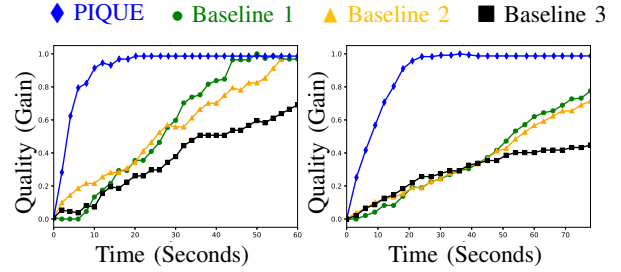 PIQUE Baseline 1 Baseline 2 Baseline 3
Quality (Gain)
1.0
0.8
0.6
0.4
0.2
0.0
0 10 20 30 40 50 60
Time (Seconds)
Quality (Gain)
1.0
0.8
0.6
0.4
0.2
0.0
0 10 20 30 40 50 60 70
Time (Seconds)